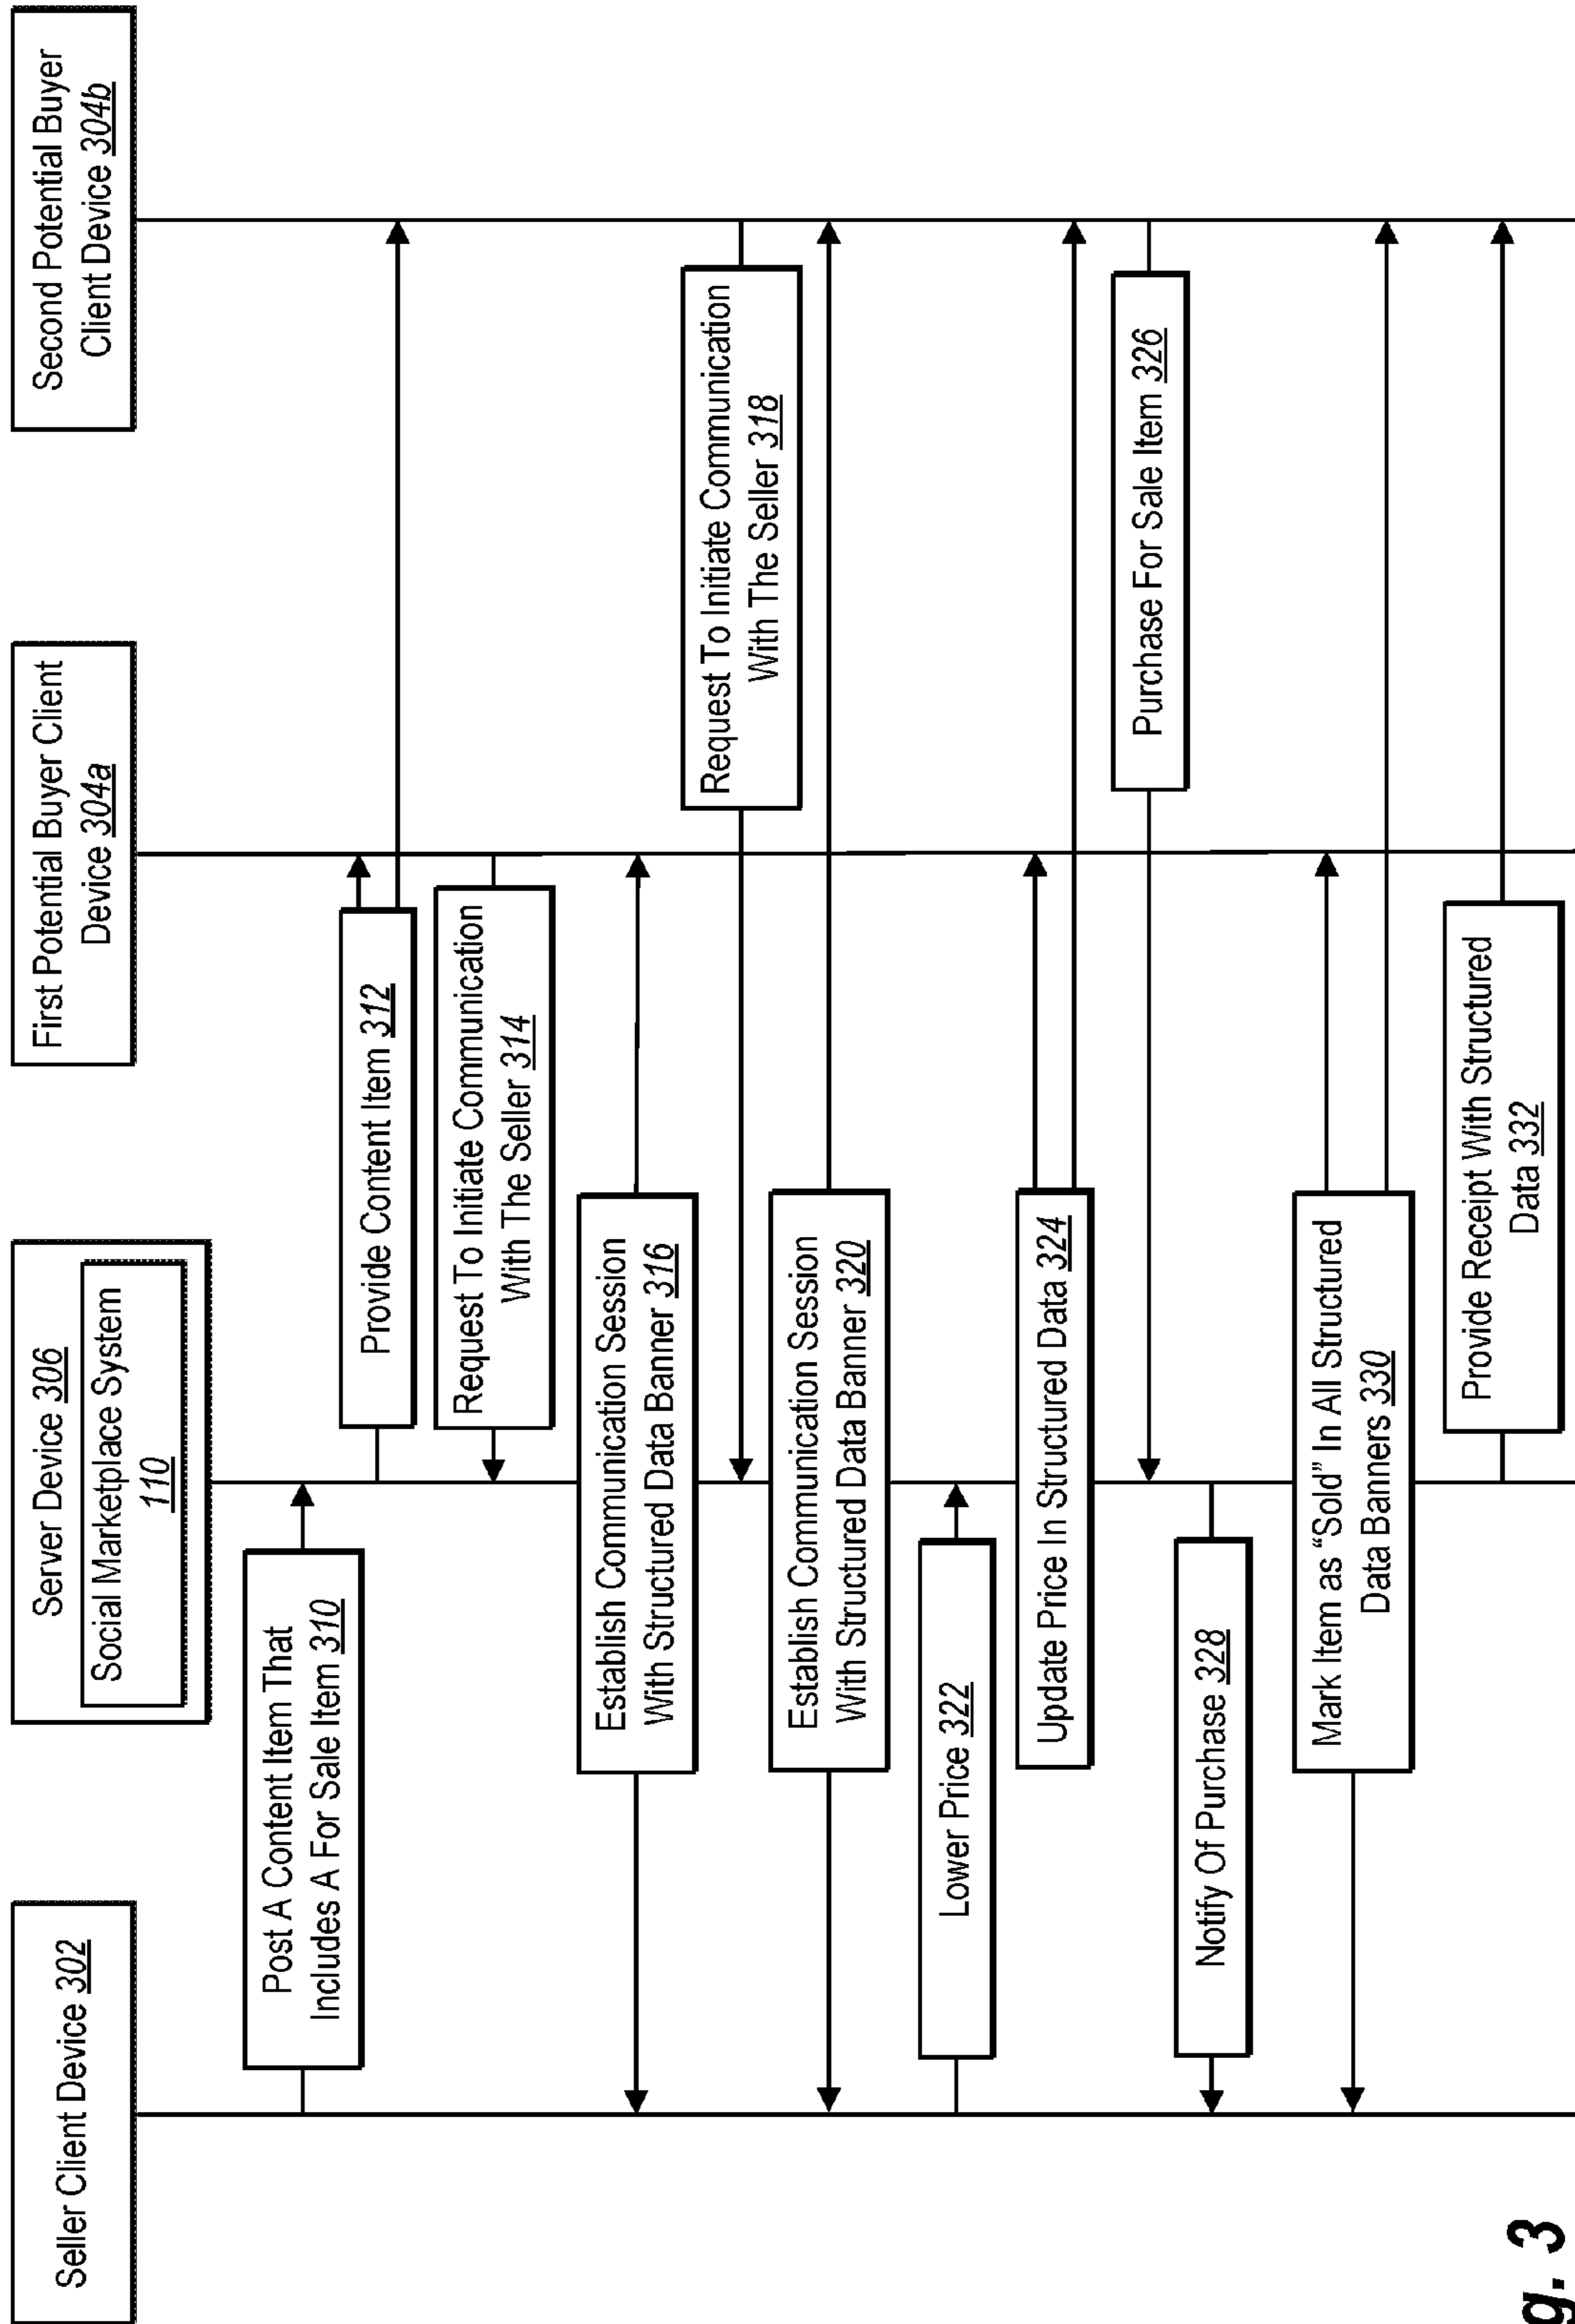 Seller Client Device 302
Server Device 306
Social Marketplace System
110
First Potential Buyer Client
Device 304a
Second Potential Buyer
Client Device 304b
Post A Content Item That
Includes A For Sale Item 310
Provide Content Item 312
Request To Initiate Communication
With The Seller 314
Establish Communication Session
With Structured Data Banner 316
Request To Initiate Communication
With The Seller 318
Establish Communication Session
With Structured Data Banner 320
Lower Price 322
Update Price In Structured Data 324
Purchase For Sale Item 326
Notify Of Purchase 328
Mark Item as “Sold” In All Structured
Data Banners 330
Provide Receipt With Structured
Data 332
g. 3